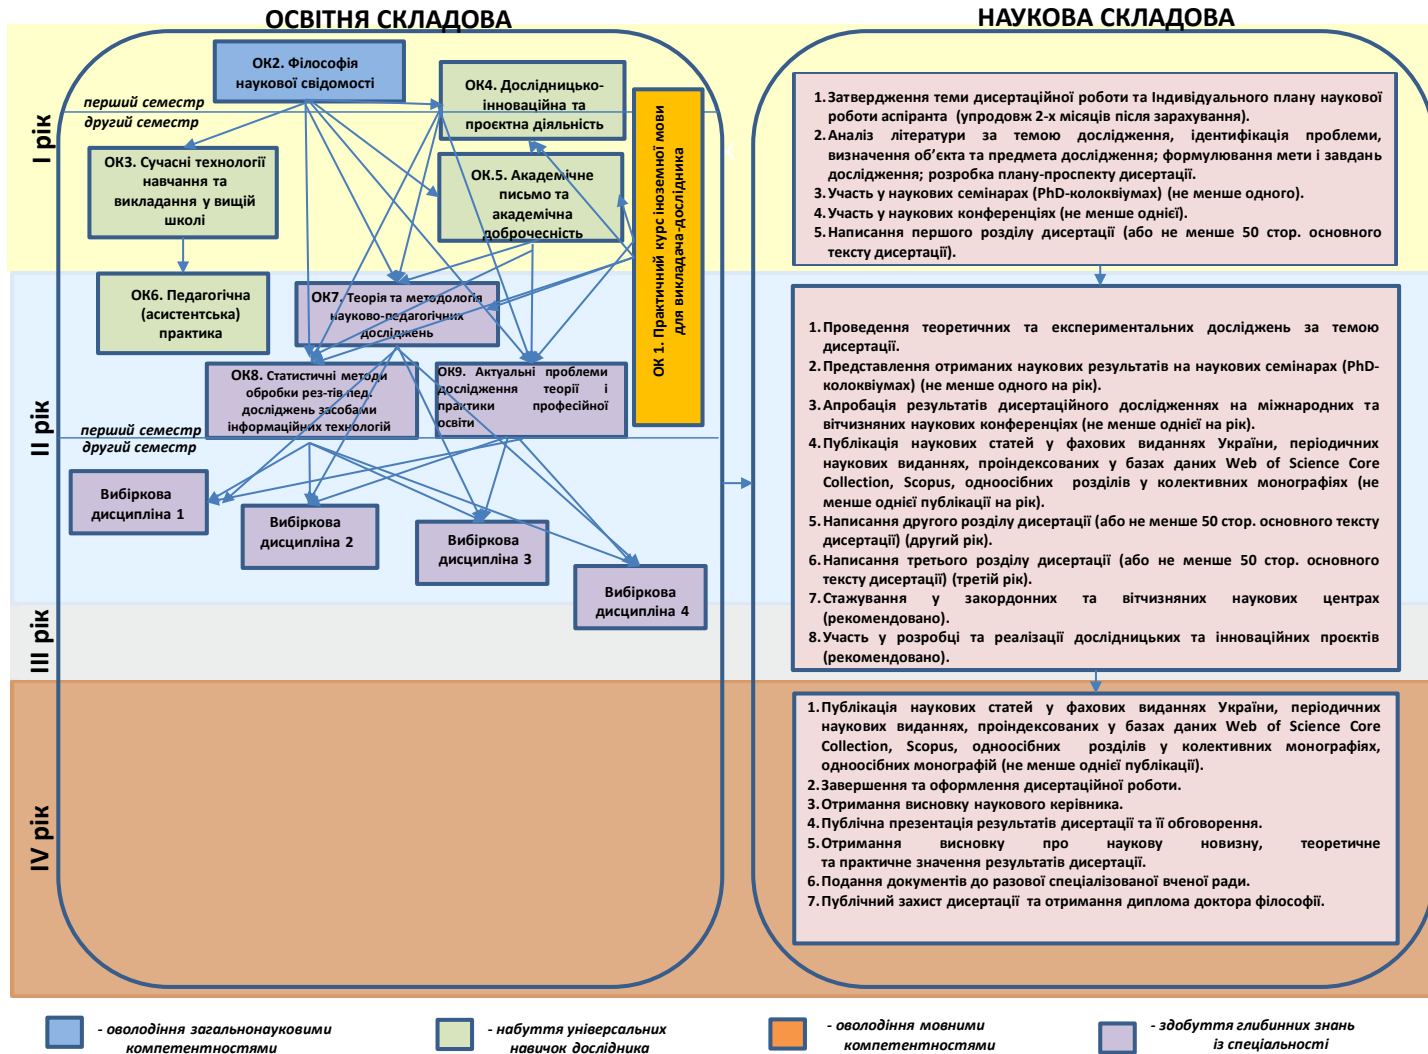 ОСВІТНЯ СКЛАДОВА
НАУКОВА СКЛАДОВА
I рік
II рік
III рік
IV рік
перший семестр
другий семестр
перший семестр
другий семестр
ОК2. Філософія
наукової свідомості
ОК4. Дослідницько-
інноваційна та
проєктна діяльність
ОК3. Сучасні технології
навчання та
викладання у вищій
школі
ОК.5. Академічне
письмо та
академічна
доброчесність
ОК 1. Практичний курс іноземної мови
для викладача-дослідника
ОК6. Педагогічна
(асистентська)
практика
ОК7. Теорія та методологія
науково-педагогічних
досліджень
ОК8. Статистичні методи
обробки рез-тів пед.
досліджень засобами
інформаційних технологій
ОК9. Актуальні проблеми
дослідження теорії і
практики професійної
освіти
Вибіркова
дисципліна 1
Вибіркова
дисципліна 2
Вибіркова
дисципліна 3
Вибіркова
дисципліна 4
1. Затвердження теми дисертаційної роботи та Індивідуального плану наукової
роботи аспіранта (упродовж 2-х місяців після зарахування).
2. Аналіз літератури за темою дослідження, ідентифікація проблеми,
визначення об’єкта та предмета дослідження; формулювання мети і завдань
дослідження; розробка плану-проспекту дисертації.
3. Участь у наукових семінарах (PhD-колоквіумах) (не менше одного).
4. Участь у наукових конференціях (не менше однієї).
5. Написання першого розділу дисертації (або не менше 50 стор. основного
тексту дисертації).
1. Проведення теоретичних та експериментальних досліджень за темою
дисертації.
2. Представлення отриманих наукових результатів на наукових семінарах (PhD-
колоквіумах) (не менше одного на рік).
3. Апробація результатів дисертаційного дослідженнях на міжнародних та
вітчизняних наукових конференціях (не менше однієї на рік).
4. Публікація наукових статей у фахових виданнях України, періодичних
наукових виданнях, проіндексованих у базах даних Web of Science Core
Collection, Scopus, одноосібних розділів у колективних монографіях (не
менше однієї публікації на рік).
5. Написання другого розділу дисертації (або не менше 50 стор. основного тексту
дисертації) (другий рік).
6. Написання третього розділу дисертації (або не менше 50 стор. основного
тексту дисертації) (третій рік).
7. Стажування у закордонних та вітчизняних наукових центрах
(рекомендовано).
8. Участь у розробці та реалізації дослідницьких та інноваційних проєктів
(рекомендовано).
1. Публікація наукових статей у фахових виданнях України, періодичних
наукових виданнях, проіндексованих у базах даних Web of Science Core
Collection, Scopus, одноосібних розділів у колективних монографіях,
одноосібних монографій (не менше однієї публікації).
2. Завершення та оформлення дисертаційної роботи.
3. Отримання висновку наукового керівника.
4. Публічна презентація результатів дисертації та її обговорення.
5. Отримання висновку про наукову новизну, теоретичне
та практичне значення результатів дисертації.
6. Подання документів до разової спеціалізованої вченої ради.
7. Публічний захист дисертації та отримання диплома доктора філософії.
- оволодіння загальнонауковими
компетентностями
- набуття універсальних
навичок дослідника
- оволодіння мовними
компетентностями
- здобуття глибинних знань
із спеціальності